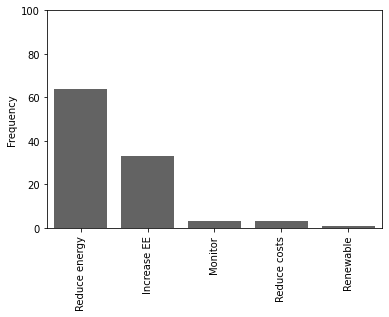 100
80
60
40
20
0
Frequency
Reduce energy
Increase EE
Monitor
Reduce costs
Renewable